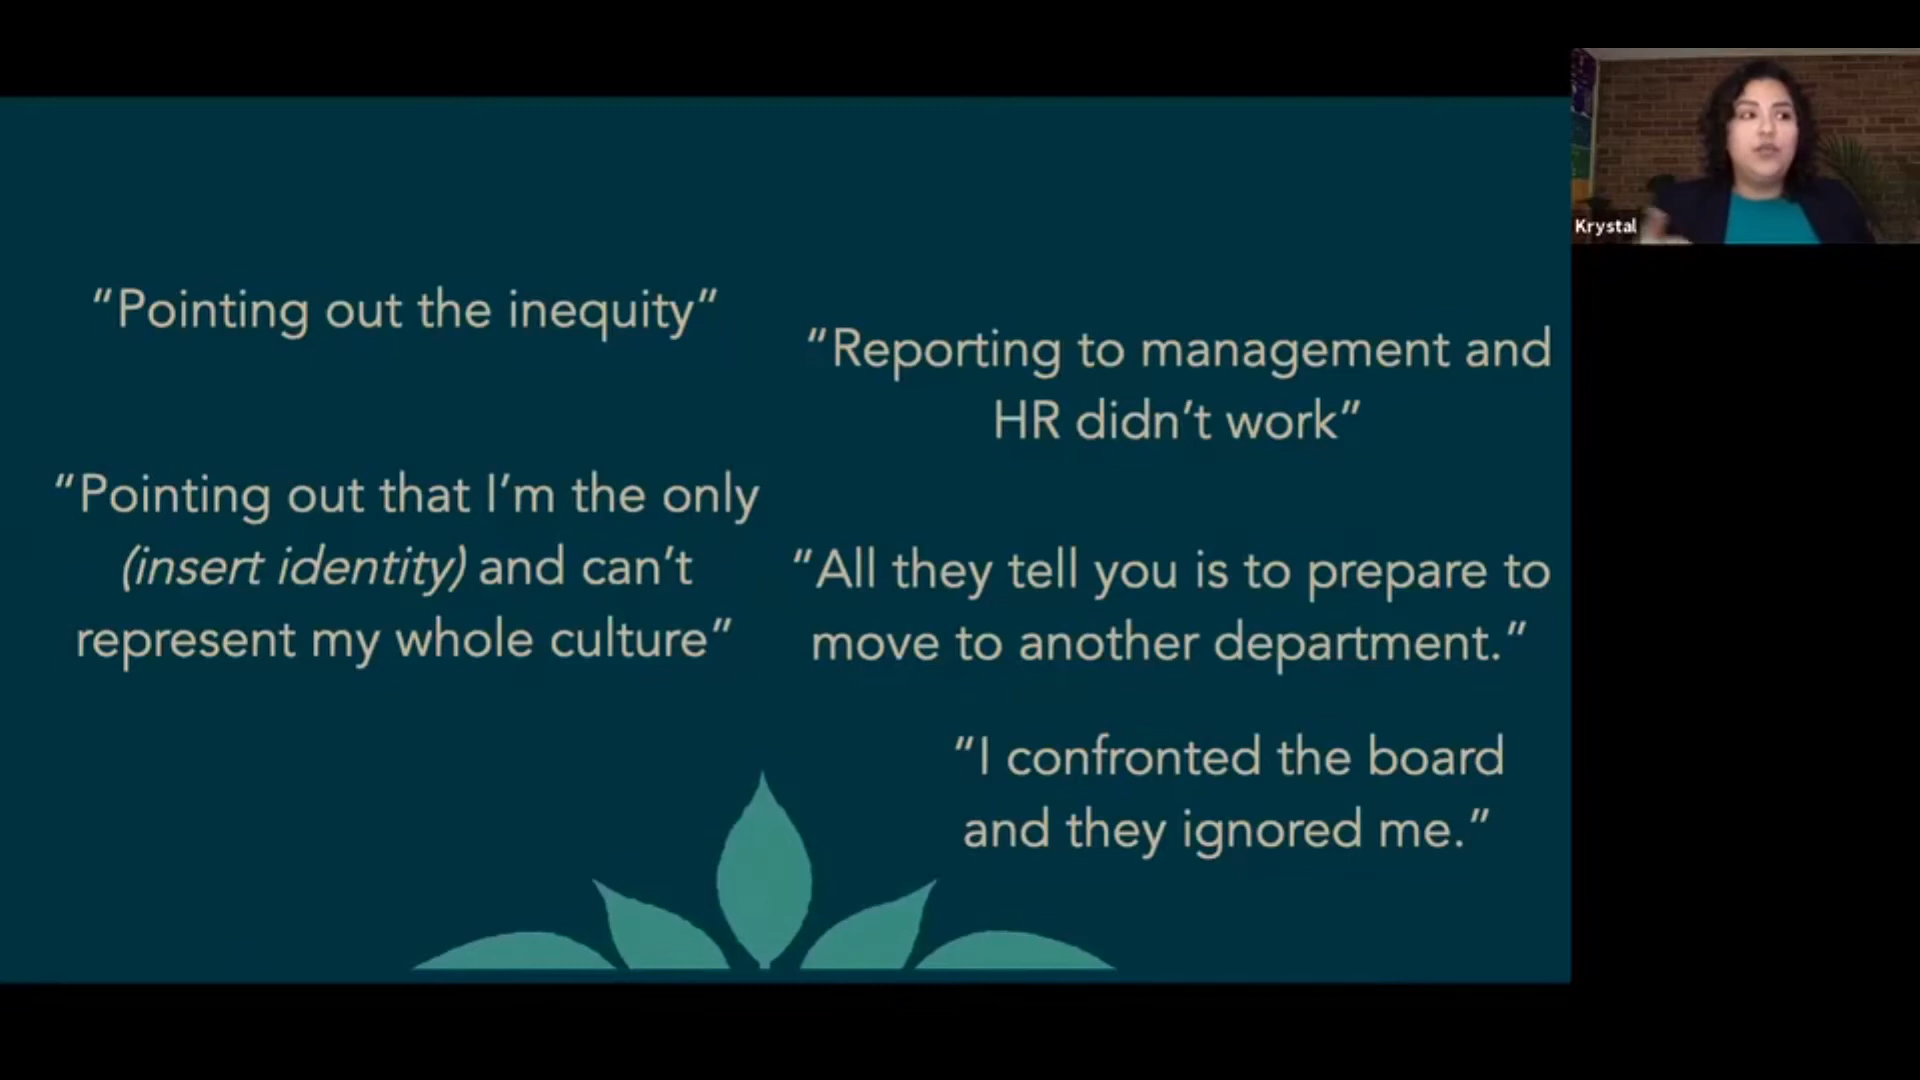 “Pointing out the inequity”
“Pointing out that I’m the only
(insert identity) and can’t
represent my whole culture”
“Reporting to management and
HR didn’t work”
“All they tell you is to prepare to
move to another department.”
“I confronted the board
and they ignored me.”
Krystal